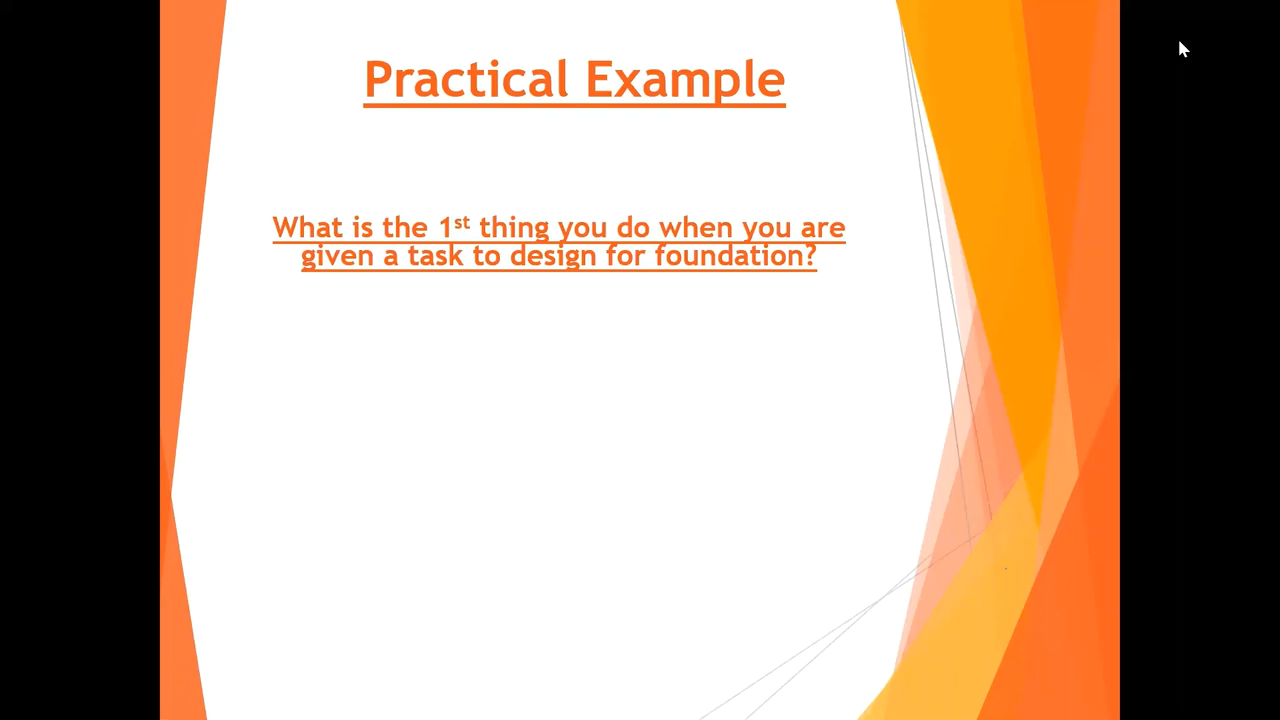 Practical Example
What is the 1st thing you do when you are
given a task to design for foundation?